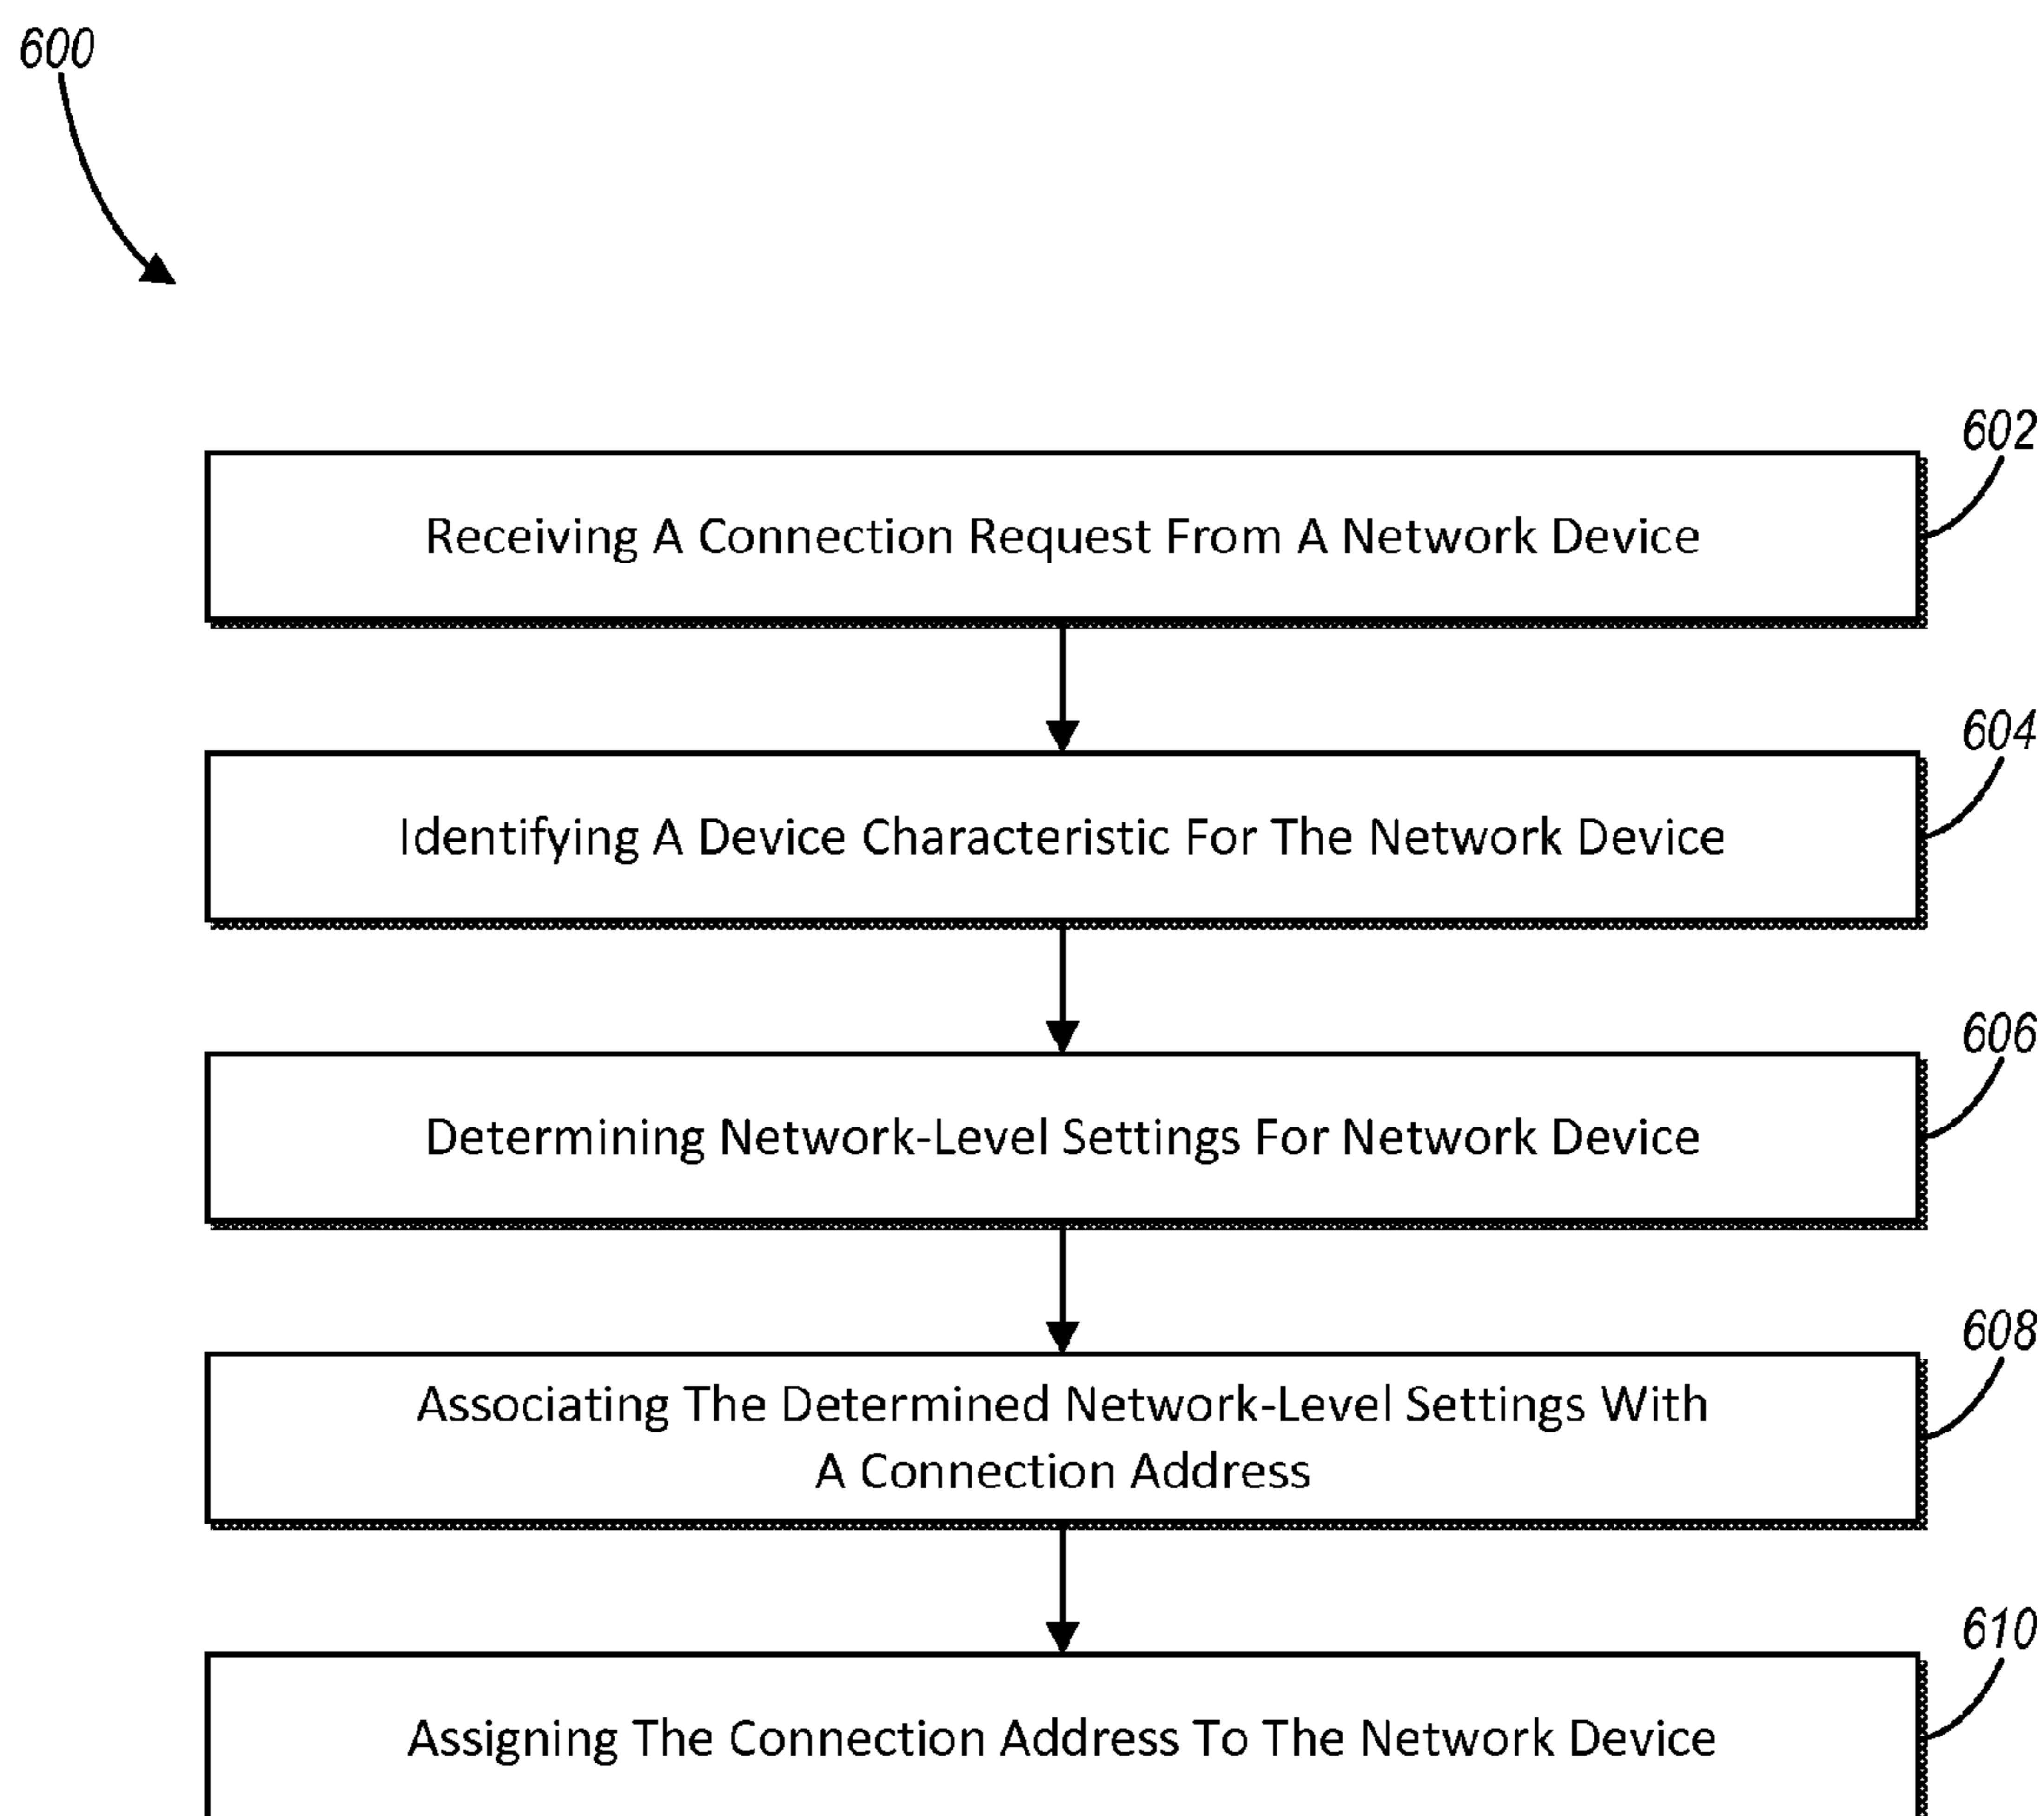 600
602
Receiving A Connection Request From A Network Device
604
Identifying A Device Characteristic For The Network Device
606
Determining Network-Level Settings For Network Device
608
Associating The Determined Network-Level Settings With
A Connection Address
610
Assigning The Connection Address To The Network Device